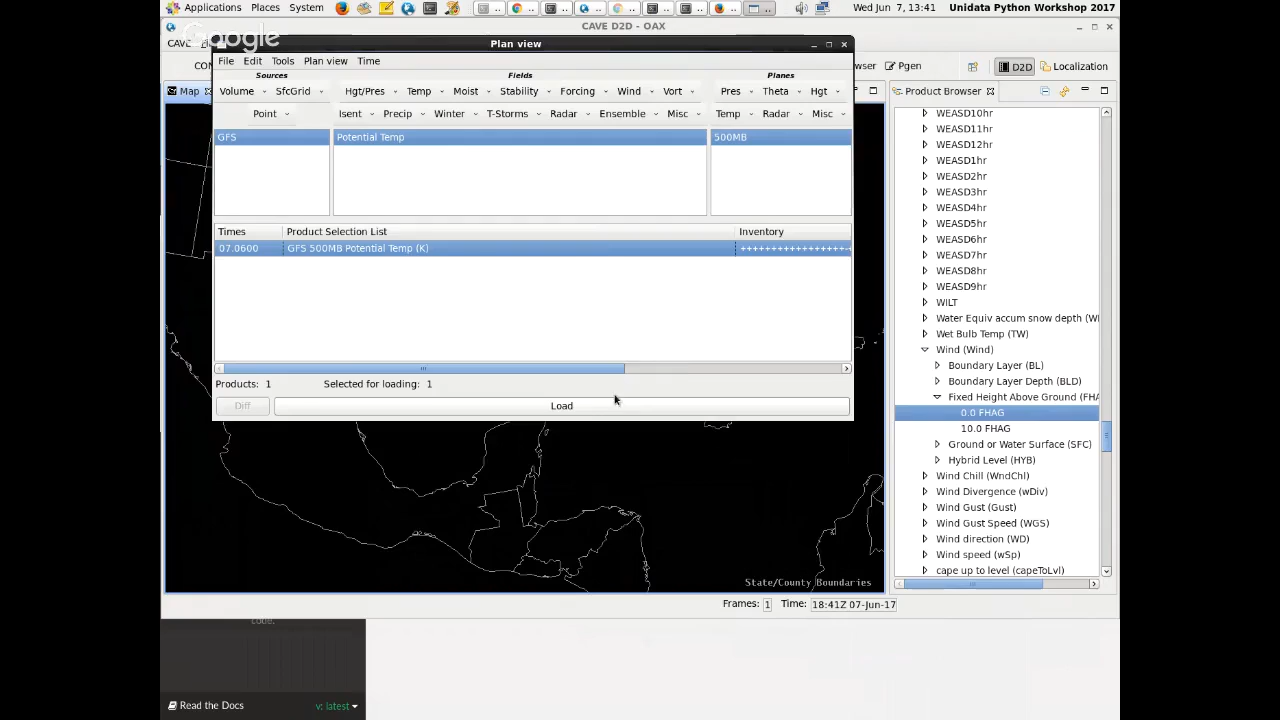 Applications Places System
Wed Jun 7, 13:41 Unidata Python Workshop 2017
CAVE D2D - OAX
Google
CAVE
Plan view
File Edit Tools Plan view Time
Sources Fields Planes
Volume SfcGrid Hgt/Pres Temp Moist Stability Forcing Wind Vort Pres Theta Hgt
Point Isent Precip Winter T-Storms Radar Ensemble Misc Temp Radar Misc
GFS Potential Temp 500MB
Times Product Selection List Inventory
07.0600 GFS 500MB Potential Temp (K) +++++++++++++++++
Products: 1 Selected for loading: 1
Diff Load
Pgen
D2D Localization
Map
Product Browser
WEASD10hr
WEASD11hr
WEASD12hr
WEASD1hr
WEASD2hr
WEASD3hr
WEASD4hr
WEASD5hr
WEASD6hr
WEASD7hr
WEASD8hr
WEASD9hr
WILT
Water Equiv accum snow depth (WI
Wet Bulb Temp (TW)
Wind (Wind)
Boundary Layer (BL)
Boundary Layer Depth (BLD)
Fixed Height Above Ground (FHA
0.0 FHAG
10.0 FHAG
Ground or Water Surface (SFC)
Hybrid Level (HYB)
Wind Chill (WndChl)
Wind Divergence (wDiv)
Wind Gust (Gust)
Wind Gust Speed (WGS)
Wind direction (WD)
Wind speed (wSp)
cape up to level (capeToLvl)
State/County Boundaries
Frames: 1 Time: 18:41Z 07-Jun-17
code.
Read the Docs v: latest